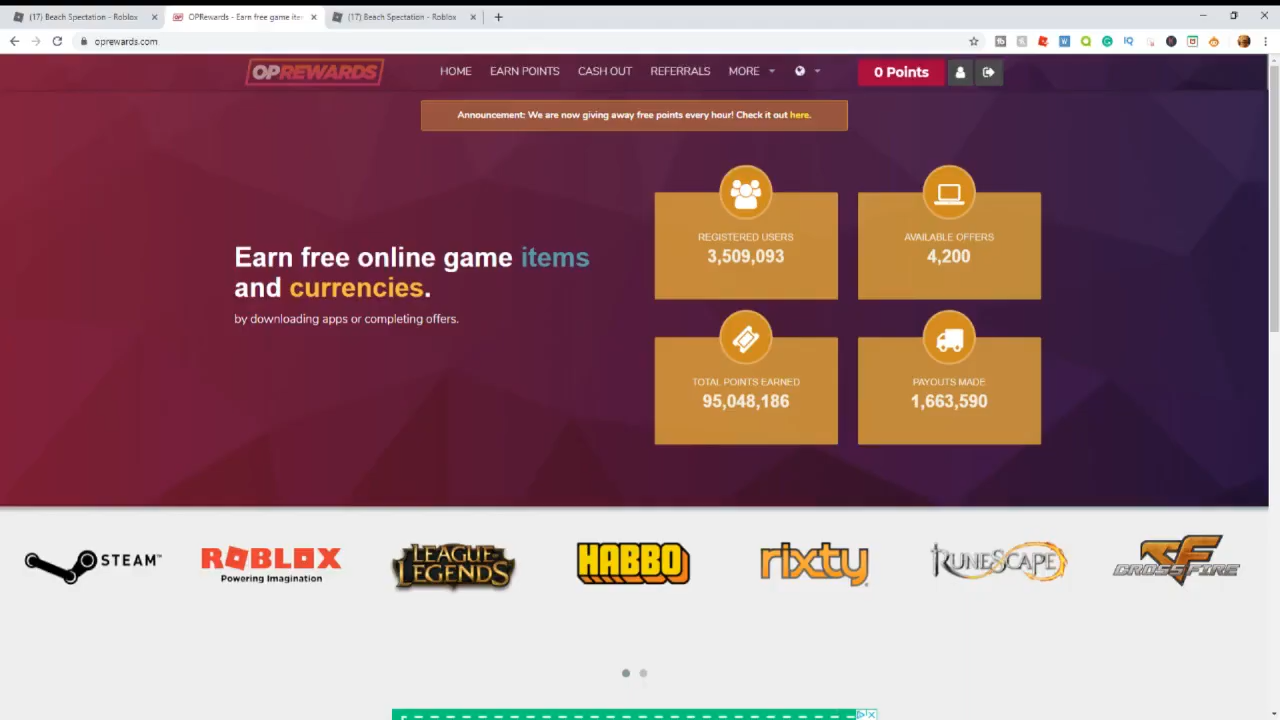 (17) Beach Spectation - Roblox
OPRewards - Earn free game ite
(17) Beach Spectation - Roblox
oprewards.com
OPREWARDS
HOME
EARN POINTS
CASH OUT
REFERRALS
MORE
0 Points
Announcement: We are now giving away free points every hour! Check it out here.
Earn free online game items
and currencies.
by downloading apps or completing offers.
REGISTERED USERS
3,509,093
AVAILABLE OFFERS
4,200
TOTAL POINTS EARNED
95,048,186
PAYOUTS MADE
1,663,590
STEAM™
ROBLOX
Powering Imagination
LEAGUE of LEGENDS
HABBO
rixty
RUNESCAPE
CF
CROSSFIRE